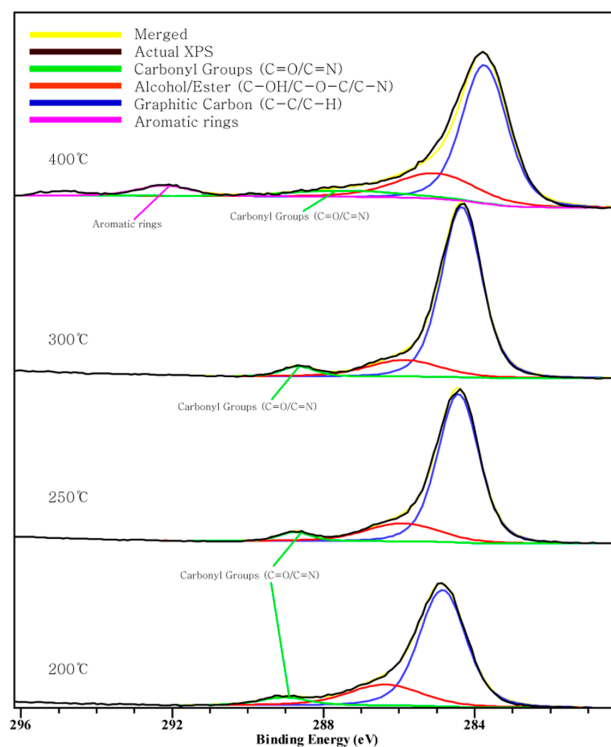 Merged
Actual XPS
Carbonyl Groups (C=O/C=N)
Alcohol/Ester (C-OH/C-O-C/C-N)
Graphitic Carbon (C-C/C-H)
Aromatic rings
400℃
Aromatic rings
Carbonyl Groups (C=O/C=N)
300℃
Carbonyl Groups (C=O/C=N)
250℃
Carbonyl Groups (C=O/C=N)
200℃
296 292 288 284
Binding Energy (eV)